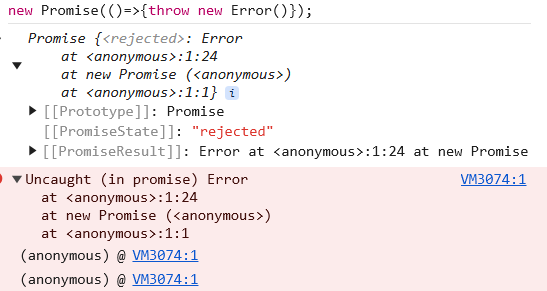 new Promise(()=>{throw new Error()});
Promise {<rejected>: Error
at <anonymous>:1:24
at new Promise (<anonymous>)
at <anonymous>:1:1} i
[[Prototype]]: Promise
[[PromiseState]]: "rejected"
[[PromiseResult]]: Error at <anonymous>:1:24 at new Promise
Uncaught (in promise) Error VM3074:1
at <anonymous>:1:24
at new Promise (<anonymous>)
at <anonymous>:1:1
(anonymous) @ VM3074:1
(anonymous) @ VM3074:1